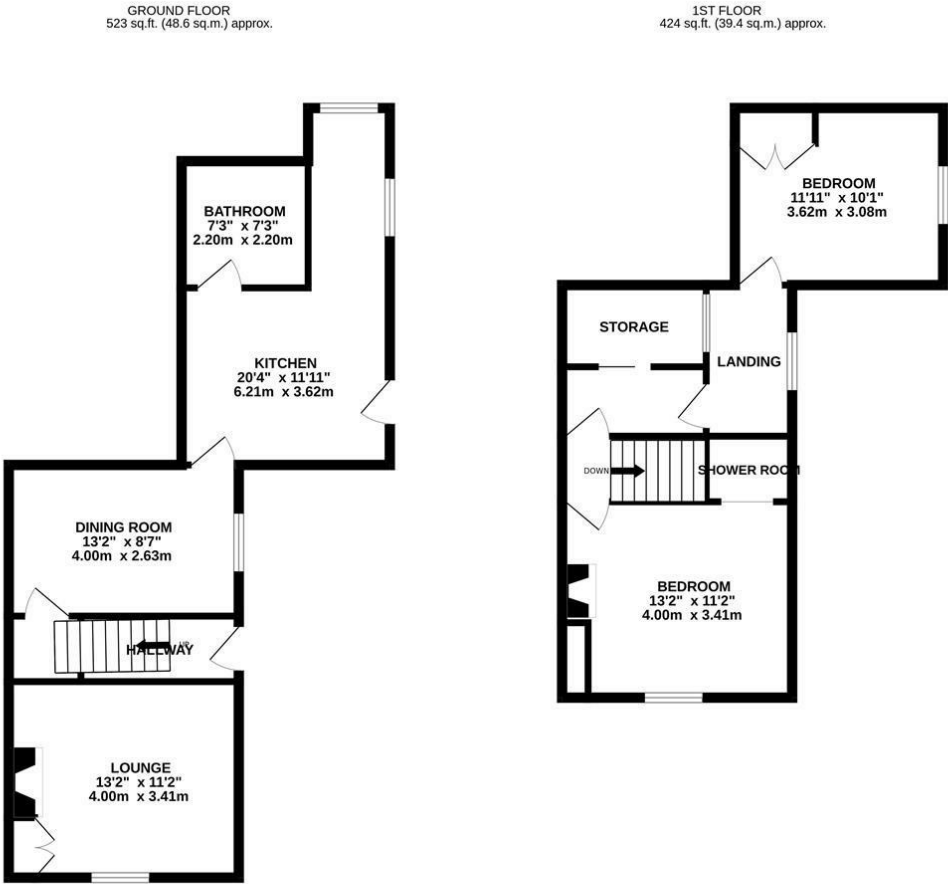 GROUND FLOOR
523 sq.ft. (48.6 sq.m.) approx.
BATHROOM
7'3" x 7'3"
2.20m x 2.20m
KITCHEN
20'4" x 11'11"
6.21m x 3.62m
DINING ROOM
13'2" x 8'7"
4.00m x 2.63m
UP
HALLWAY
LOUNGE
13'2" x 11'2"
4.00m x 3.41m
1ST FLOOR
424 sq.ft. (39.4 sq.m.) approx.
BEDROOM
11'11" x 10'1"
3.62m x 3.08m
STORAGE
LANDING
DOWN
SHOWER ROOM
BEDROOM
13'2" x 11'2"
4.00m x 3.41m